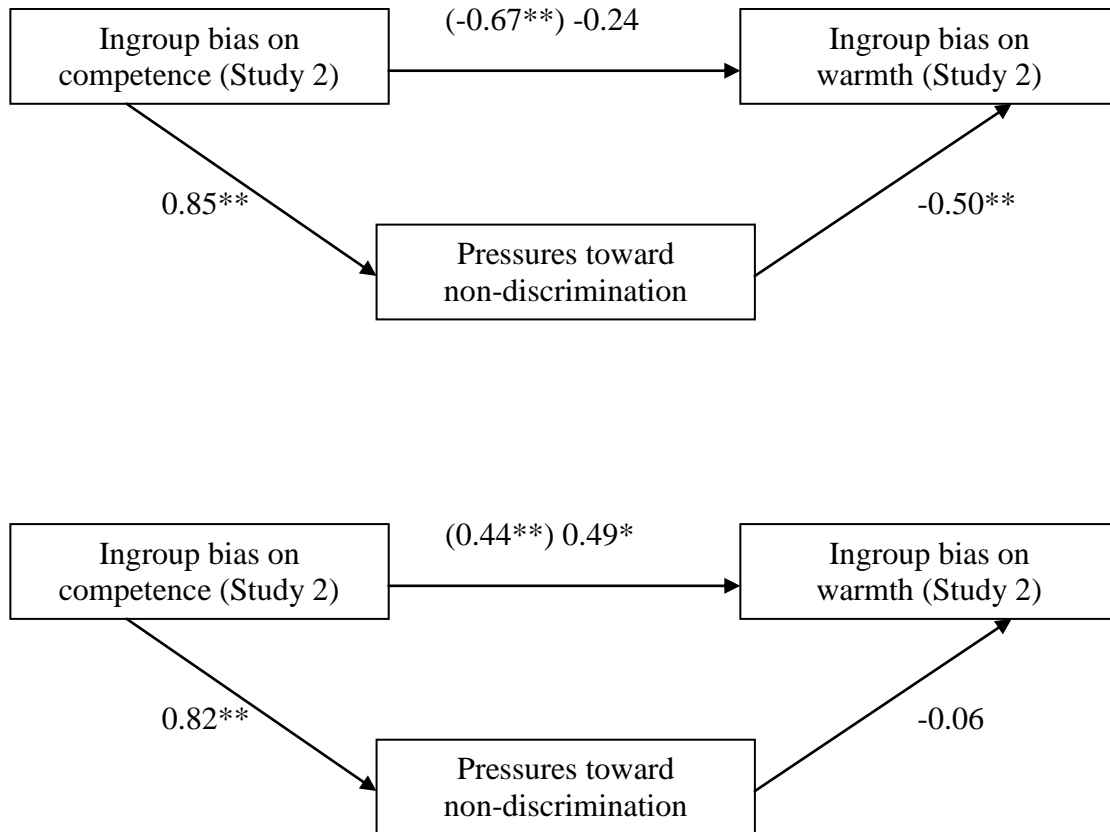 (-0.67**) -0.24
Ingroup bias on
competence (Study 2)
Ingroup bias on
warmth (Study 2)
0.85**
-0.50**
Pressures toward
non-discrimination
(0.44**) 0.49*
Ingroup bias on
competence (Study 2)
Ingroup bias on
warmth (Study 2)
0.82**
-0.06
Pressures toward
non-discrimination